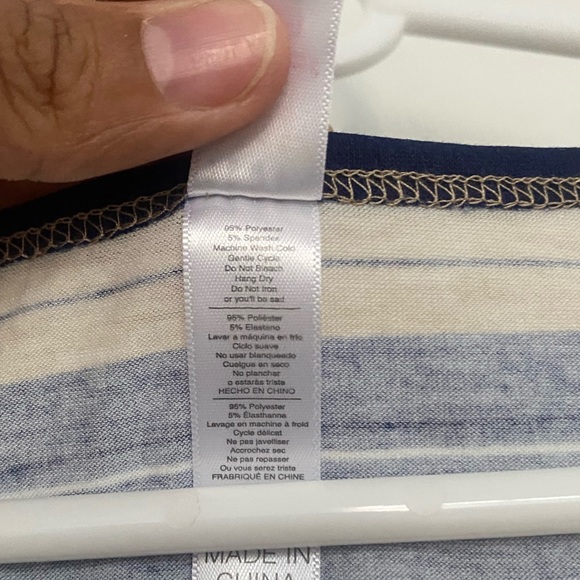 95% Polyester
5% Spandex
Machine Wash Cold
Gentle Cycle
Do Not Bleach
Hang Dry
Do Not Iron
or you'll be sad
95% Poliéster
5% Elastano
Lavar a máquina en frío
Ciclo suave
No usar blanqueado
Cuelgue en saco
No planchar
o estarás triste
HECHO EN CHINO
95% Polyester
5% Élasthanne
Lavage en machine à froid
Cycle délicat
Ne pas javelliser
Accrochez sec
Ne pas repasser
Ou vous serez triste
FRABRIQUÉ EN CHINE
MADE IN
CHINA